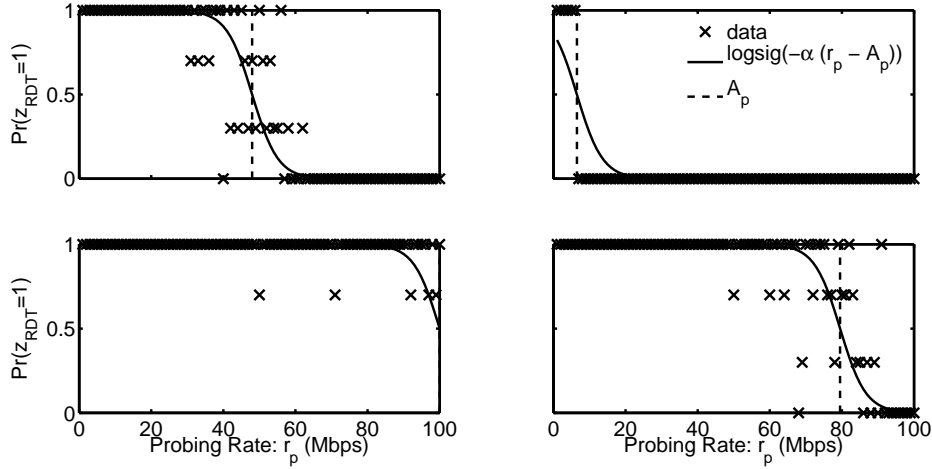 1
0.5
0
Pr(z_RDT=1)
data
logsig(−α (r_p − A_p))
A_p
1
0.5
0
Pr(z_RDT=1)
0 20 40 60 80 100
Probing Rate: r_p (Mbps)
0 20 40 60 80 100
Probing Rate: r_p (Mbps)